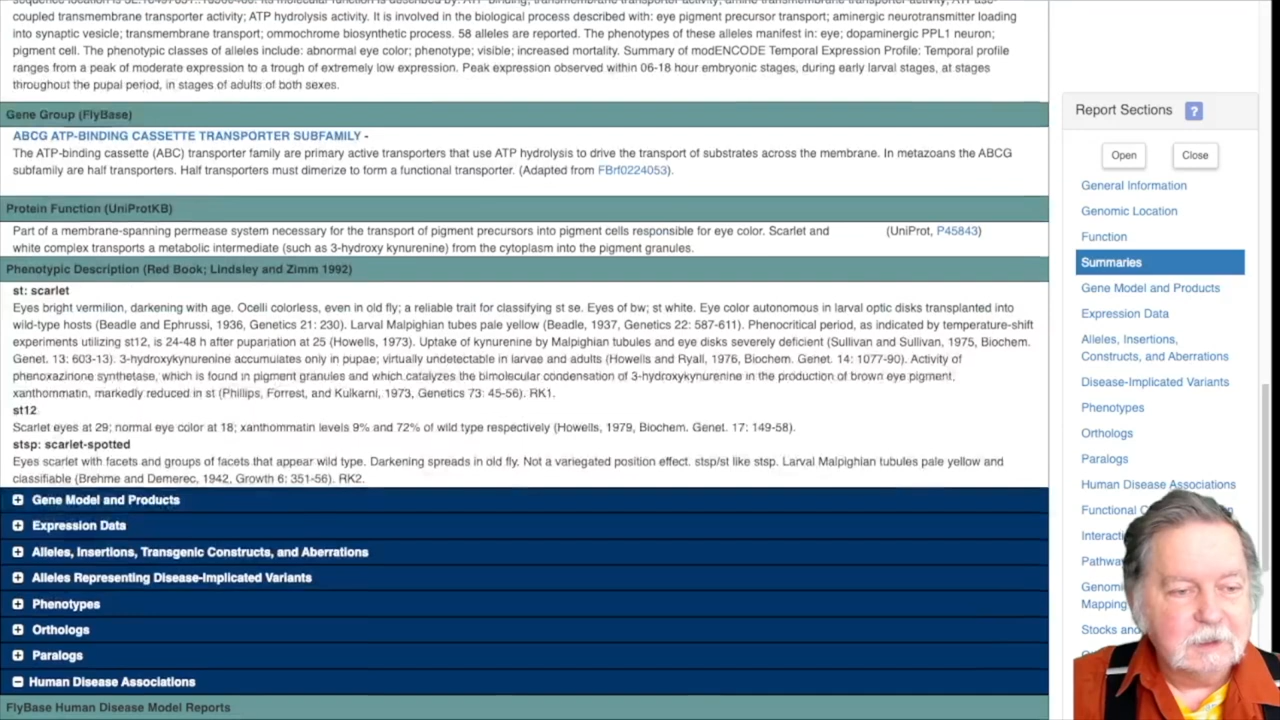 coupled transmembrane transporter activity; ATP hydrolysis activity. It is involved in the biological process described with: eye pigment precursor transport; aminergic neurotransmitter loading
into synaptic vesicle; transmembrane transport; ommochrome biosynthetic process. 58 alleles are reported. The phenotypes of these alleles manifest in: eye; dopaminergic PPL1 neuron;
pigment cell. The phenotypic classes of alleles include: abnormal eye color; phenotype; visible; increased mortality. Summary of modENCODE Temporal Expression Profile: Temporal profile
ranges from a peak of moderate expression to a trough of extremely low expression. Peak expression observed within 06-18 hour embryonic stages, during early larval stages, at stages
throughout the pupal period, in stages of adults of both sexes.
Gene Group (FlyBase)
ABCG ATP-BINDING CASSETTE TRANSPORTER SUBFAMILY -
The ATP-binding cassette (ABC) transporter family are primary active transporters that use ATP hydrolysis to drive the transport of substrates across the membrane. In metazoans the ABCG
subfamily are half transporters. Half transporters must dimerize to form a functional transporter. (Adapted from FBrf0224053).
Protein Function (UniProtKB)
Part of a membrane-spanning permease system necessary for the transport of pigment precursors into pigment cells responsible for eye color. Scarlet and
white complex transports a metabolic intermediate (such as 3-hydroxy kynurenine) from the cytoplasm into the pigment granules.
(UniProt, P45843)
Phenotypic Description (Red Book; Lindsley and Zimm 1992)
st: scarlet
Eyes bright vermilion, darkening with age. Ocelli colorless, even in old fly; a reliable trait for classifying st se. Eyes of bw; st white. Eye color autonomous in larval optic disks transplanted into
wild-type hosts (Beadle and Ephrussi, 1936, Genetics 21: 230). Larval Malpighian tubes pale yellow (Beadle, 1937, Genetics 22: 587-611). Phenocritical period, as indicated by temperature-shift
experiments utilizing st12, is 24-48 h after pupariation at 25 (Howells, 1973). Uptake of kynurenine by Malpighian tubules and eye disks severely deficient (Sullivan and Sullivan, 1975, Biochem.
Genet. 13: 603-13). 3-hydroxykynurenine accumulates only in pupae; virtually undetectable in larvae and adults (Howells and Ryall, 1976, Biochem. Genet. 14: 1077-90). Activity of
phenoxazinone synthetase, which is found in pigment granules and which catalyzes the bimolecular condensation of 3-hydroxykynurenine in the production of brown eye pigment,
xanthommatin, markedly reduced in st (Phillips, Forrest, and Kulkarni, 1973, Genetics 73: 45-56). RK1.
st12
Scarlet eyes at 29; normal eye color at 18; xanthommatin levels 9% and 72% of wild type respectively (Howells, 1979, Biochem. Genet. 17: 149-58).
stsp: scarlet-spotted
Eyes scarlet with facets and groups of facets that appear wild type. Darkening spreads in old fly. Not a variegated position effect. stsp/st like stsp. Larval Malpighian tubules pale yellow and
classifiable (Brehme and Demerec, 1942, Growth 6: 351-56). RK2.
Gene Model and Products
Expression Data
Alleles, Insertions, Transgenic Constructs, and Aberrations
Alleles Representing Disease-Implicated Variants
Phenotypes
Orthologs
Paralogs
Human Disease Associations
FlyBase Human Disease Model Reports
Report Sections ?
Open Close
General Information
Genomic Location
Function
Summaries
Gene Model and Products
Expression Data
Alleles, Insertions,
Constructs, and Aberrations
Disease-Implicated Variants
Phenotypes
Orthologs
Paralogs
Human Disease Associations
Functional
Interacti
Pathwa
Genomi
Mapping
Stocks and